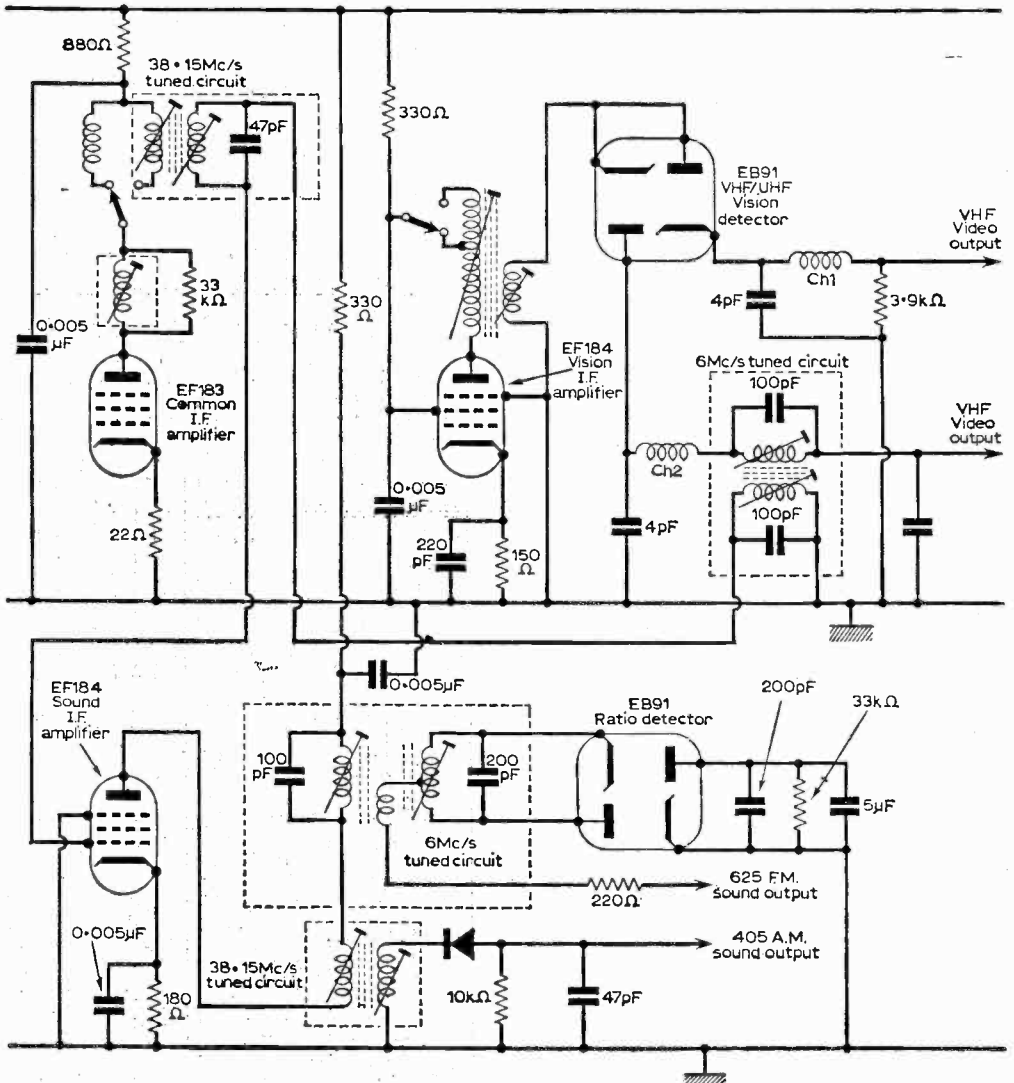 880Ω
38·15Mc/s
tuned circuit
47pF
33
kΩ
0·005
µF
EF183
Common
I.F.
amplifier
22Ω
330
Ω
330Ω
EB91
VHF/UHF
Vision
detector
VHF
Video
output
4pF
Ch1
3·9kΩ
EF184
Vision
I.F.
amplifier
6Mc/s tuned circuit
100pF
VHF
Video
output
Ch2
100pF
0·005
µF
220
pF
150
Ω
4pF
0·005µF
EF184
Sound
I.F.
amplifier
100
pF
200
pF
6Mc/s
tuned circuit
EB91
Ratio detector
200pF
33kΩ
5µF
220Ω
625 F.M.
sound output
0·005µF
180
Ω
38·15Mc/s
tuned circuit
10kΩ
47pF
405 A.M.
sound output